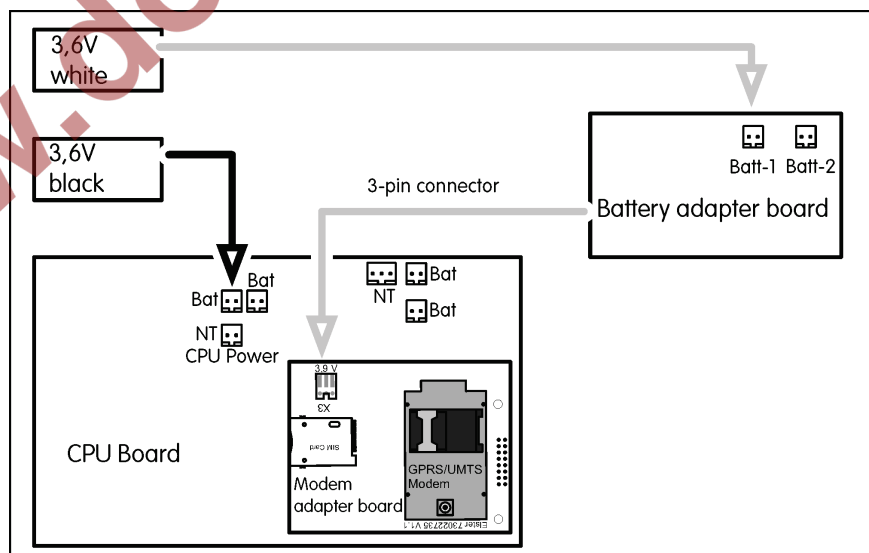 3,6V
white
3,6V
black
Batt-1 Batt-2
Battery adapter board
3-pin connector
Bat
Bat
NT
CPU Power
NT
Bat
Bat
CPU Board
3,9 V
X3
SIM Card
Modem
adapter board
GPRS/UMTS
Modem
Elster 73022735 V1.1